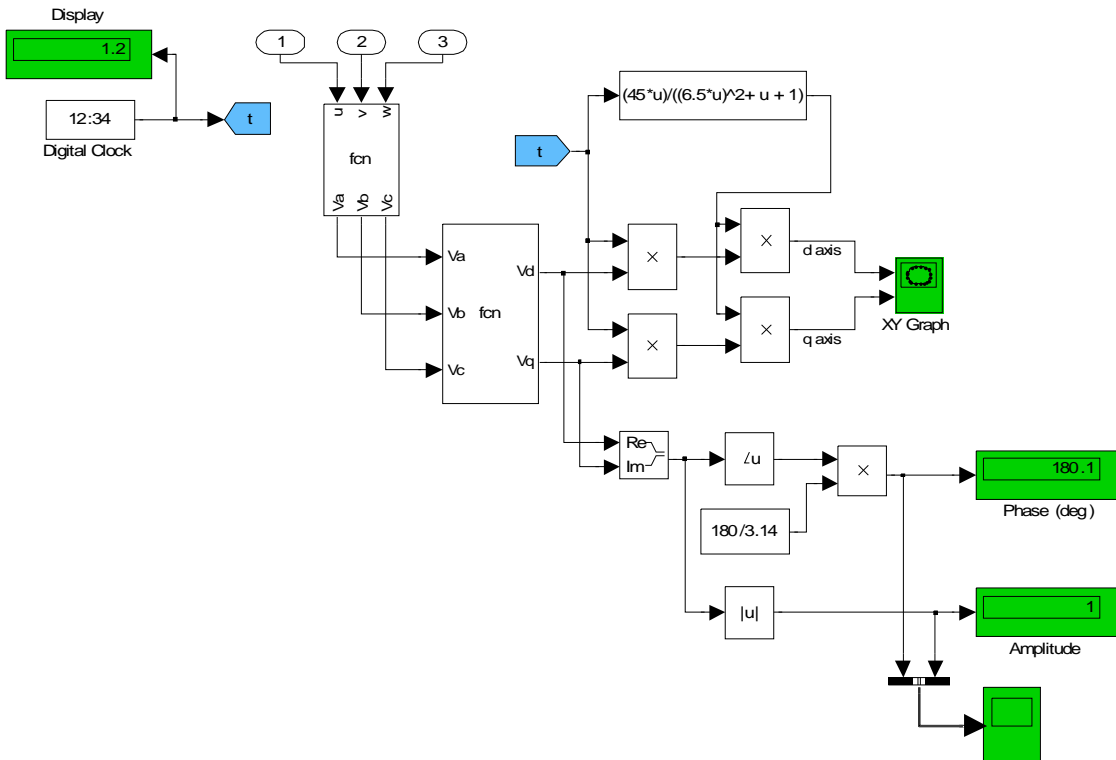 Display
1.2
12:34
Digital Clock
t
1
2
3
u
v
w
fcn
Va
Vb
Vc
(45*u)/((6.5*u)^2+ u + 1)
t
×
×
d axis
×
×
q axis
XY Graph
Va
Vd
Vb
fcn
Vq
Vc
Re
Im
∠u
×
180.1
Phase (deg)
180/3.14
|u|
1
Amplitude